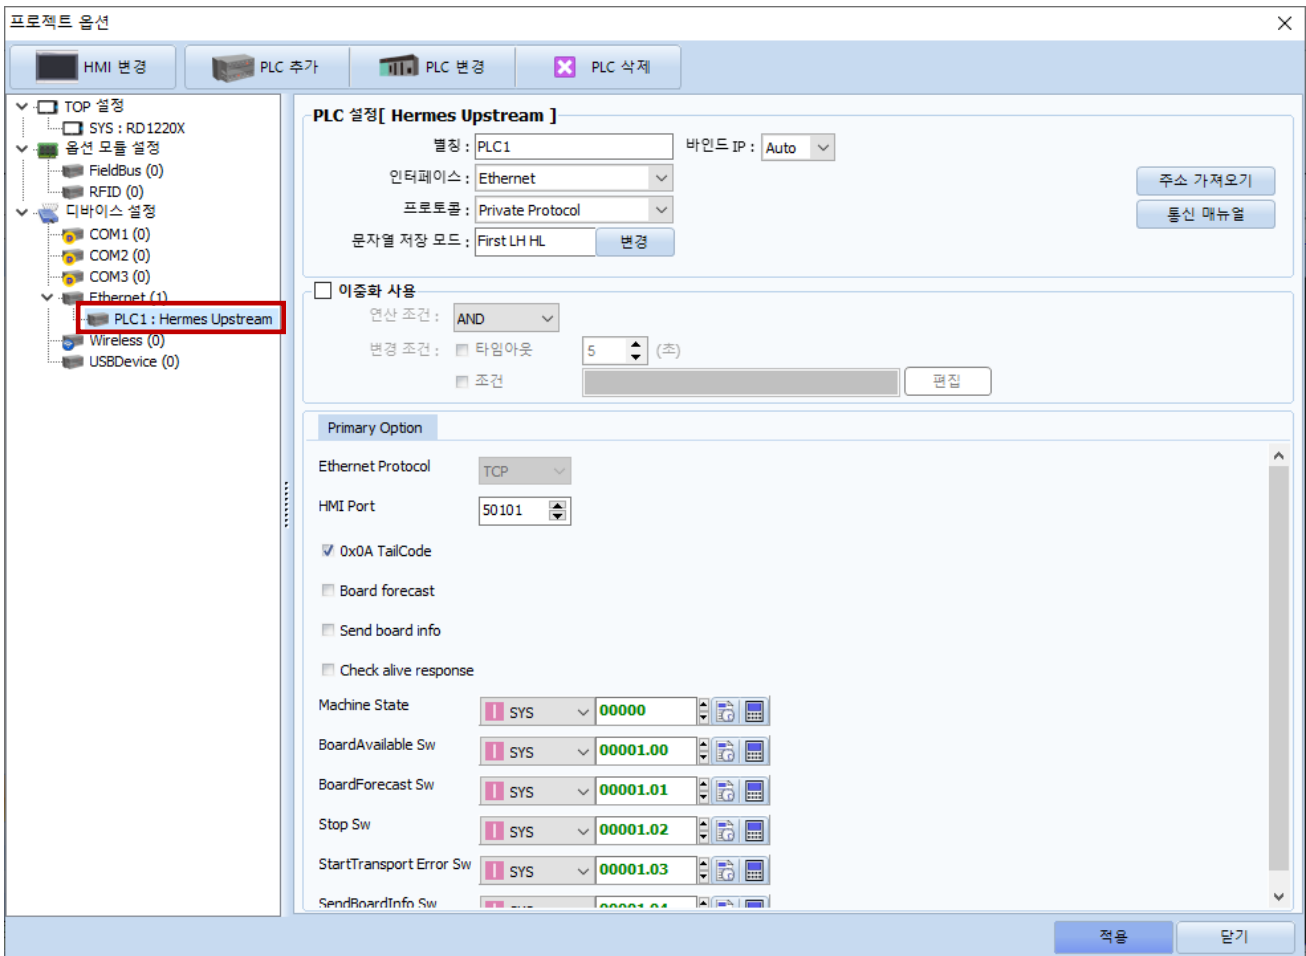 프로젝트 옵션
HMI 변경 PLC 추가 PLC 변경 PLC 삭제
TOP 설정
SYS : RD1220X
옵션 모듈 설정
FieldBus (0)
RFID (0)
디바이스 설정
COM1 (0)
COM2 (0)
COM3 (0)
Ethernet (1)
PLC1 : Hermes Upstream
Wireless (0)
USBDevice (0)
PLC 설정[ Hermes Upstream ]
별칭 : PLC1 바인드 IP : Auto
인터페이스 : Ethernet
주소 가져오기
프로토콜 : Private Protocol
통신 매뉴얼
문자열 저장 모드 : First LH HL 변경
이중화 사용
연산 조건 : AND
변경 조건 : 타임아웃 5 (초)
조건 편집
Primary Option
Ethernet Protocol TCP
HMI Port 50101
0x0A TailCode
Board forecast
Send board info
Check alive response
Machine State SYS 00000
BoardAvailable Sw SYS 00001.00
BoardForecast Sw SYS 00001.01
Stop Sw SYS 00001.02
StartTransport Error Sw SYS 00001.03
SendBoardInfo Sw SYS 00001.04
적용 닫기